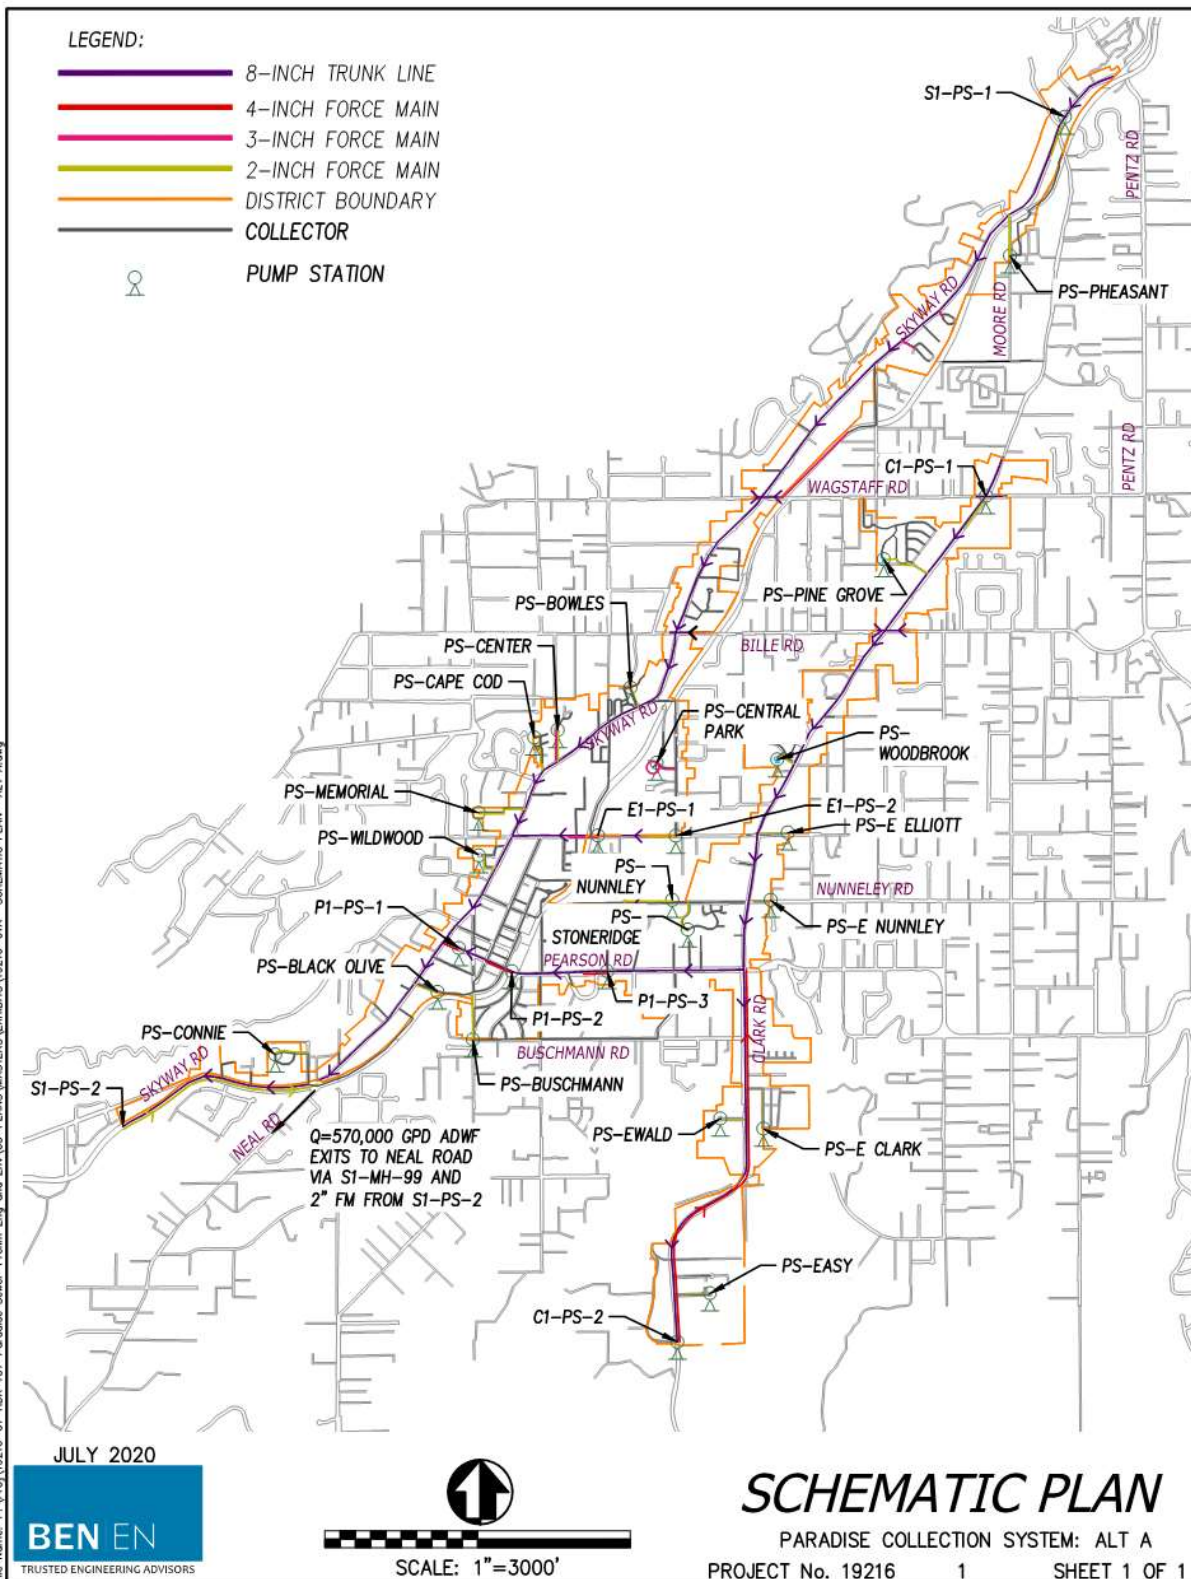 LEGEND:
8-INCH TRUNK LINE
4-INCH FORCE MAIN
3-INCH FORCE MAIN
2-INCH FORCE MAIN
DISTRICT BOUNDARY
COLLECTOR
PUMP STATION
S1-PS-1
PENTZ RD
PS-PHEASANT
MOORE RD
SKYWAY RD
C1-PS-1
WAGSTAFF RD
PENTZ RD
PS-PINE GROVE
PS-BOWLES
BILLE RD
PS-CENTER
PS-CAPE COD
SKYWAY RD
PS-CENTRAL
PARK
PS-
WOODBROOK
PS-MEMORIAL
E1-PS-1
E1-PS-2
PS-E ELLIOTT
PS-WILDWOOD
PS-
NUNNLEY
NUNNELEY RD
P1-PS-1
PS-
STONERIDGE
PS-E NUNNLEY
PS-BLACK OLIVE
PEARSON RD
P1-PS-3
P1-PS-2
CLARK RD
PS-CONNIE
BUSCHMANN RD
SKYWAY RD
S1-PS-2
PS-BUSCHMANN
NEAL RD
Q=570,000 GPD ADWF
EXITS TO NEAL ROAD
VIA S1-MH-99 AND
2" FM FROM S1-PS-2
PS-EWALD
PS-E CLARK
PS-EASY
C1-PS-2
JULY 2020
BEN EN
TRUSTED ENGINEERING ADVISORS
SCALE: 1"=3000'
SCHEMATIC PLAN
PARADISE COLLECTION SYSTEM: ALT A
PROJECT No. 19216 1 SHEET 1 OF 1